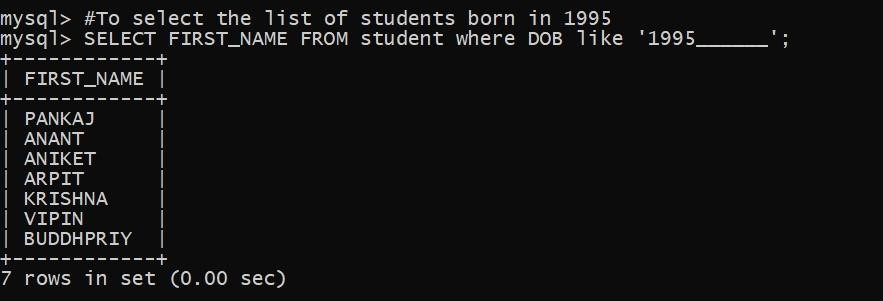 mysql> #To select the list of students born in 1995
mysql> SELECT FIRST_NAME FROM student where DOB like '1995______';
+------------+
| FIRST_NAME |
+------------+
| PANKAJ     |
| ANANT      |
| ANIKET     |
| ARPIT      |
| KRISHNA    |
| VIPIN      |
| BUDDHPRIY  |
+------------+
7 rows in set (0.00 sec)